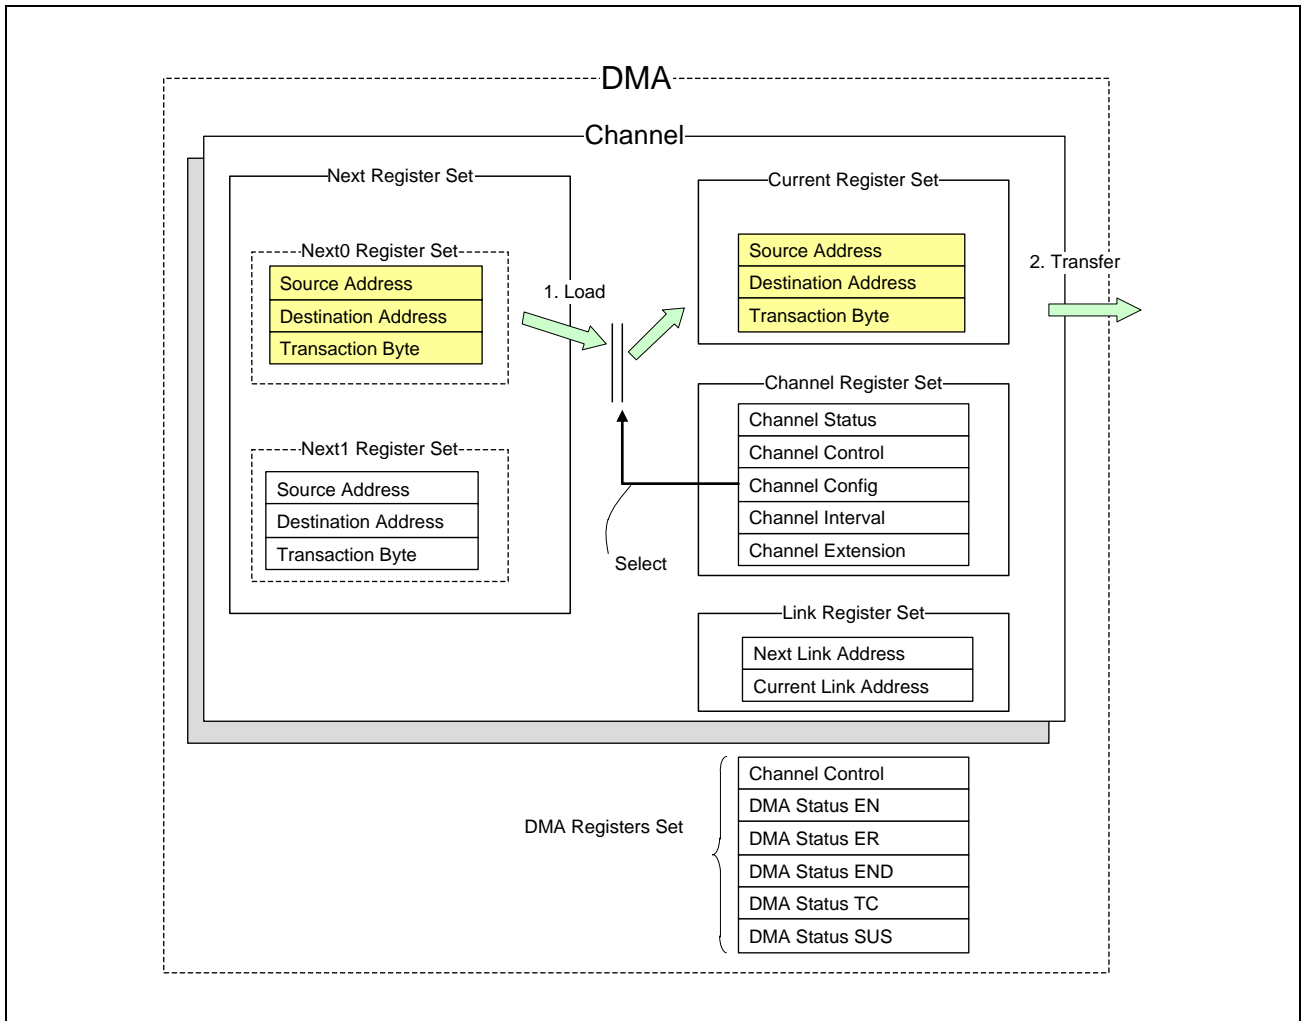 DMA
Channel
Next Register Set
Next0 Register Set
Source Address
Destination Address
Transaction Byte
Next1 Register Set
Source Address
Destination Address
Transaction Byte
1. Load
Select
Current Register Set
Source Address
Destination Address
Transaction Byte
2. Transfer
Channel Register Set
Channel Status
Channel Control
Channel Config
Channel Interval
Channel Extension
Link Register Set
Next Link Address
Current Link Address
DMA Registers Set
Channel Control
DMA Status EN
DMA Status ER
DMA Status END
DMA Status TC
DMA Status SUS